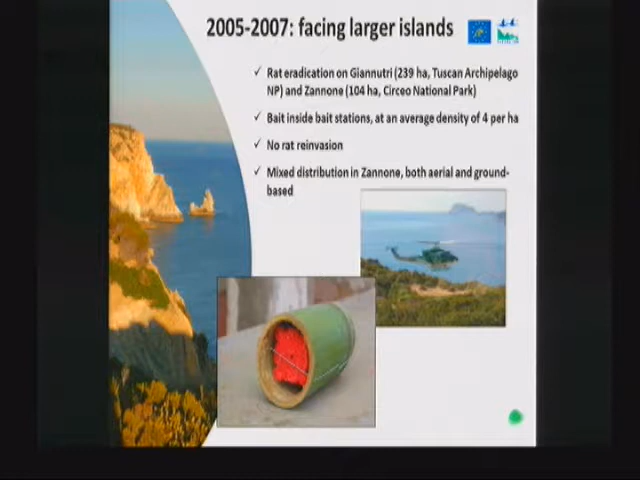 2005-2007: facing larger islands
✓ Rat eradication on Giannutri (239 ha, Tuscan Archipelago
NP) and Zannone (104 ha, Circeo National Park)
✓ Bait inside bait stations, at an average density of 4 per ha
✓ No rat reinvasion
✓ Mixed distribution in Zannone, both aerial and ground-
based